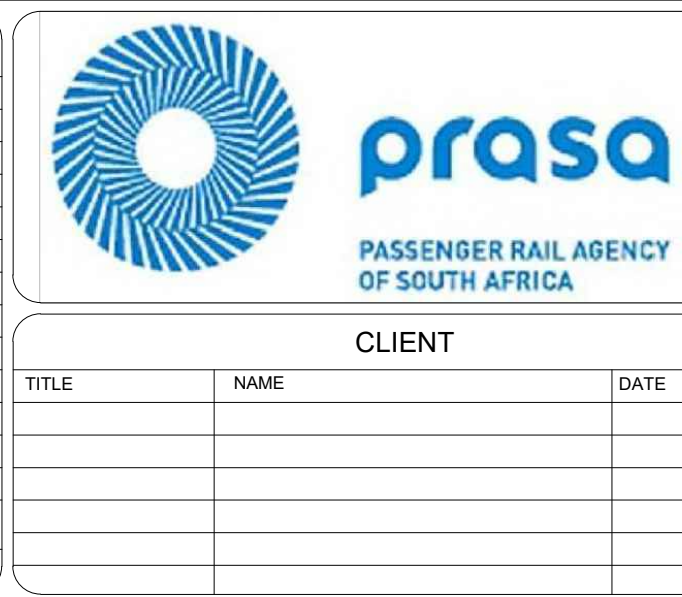 prasa
PASSENGER RAIL AGENCY
OF SOUTH AFRICA
CLIENT
TITLE NAME DATE